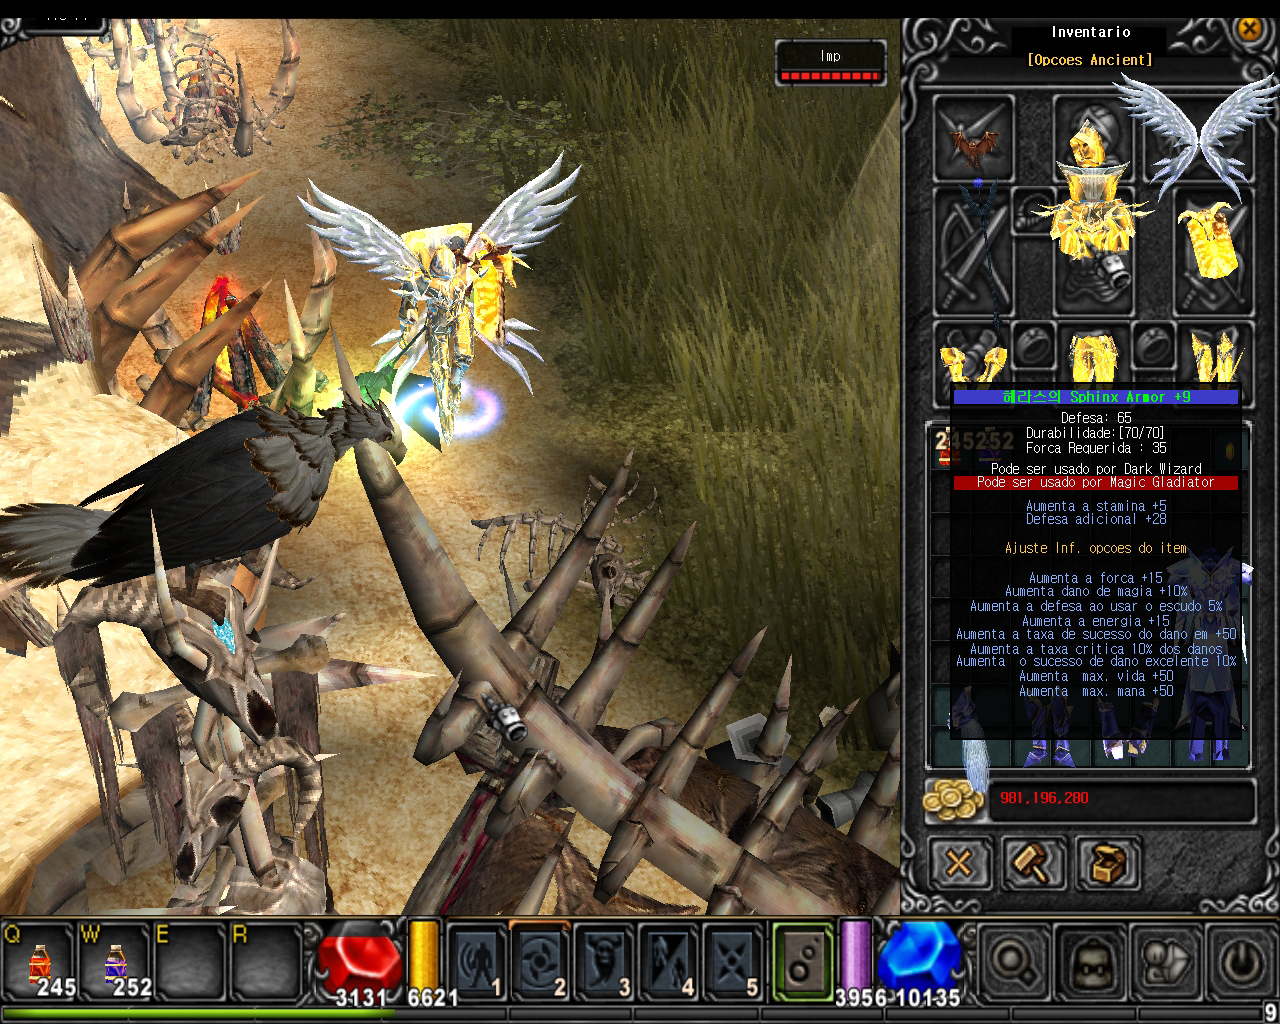 Imp
Inventario
[Opcoes Ancient]
헤라스의 Sphinx Armor +9
Defesa: 65
Durabilidade:[70/70]
Forca Requerida : 35
Pode ser usado por Dark Wizard
Pode ser usado por Magic Gladiator
Aumenta a stamina +5
Defesa adicional +28
Ajuste Inf. opcoes do item
Aumenta a forca +15
Aumenta dano de magia +10%
Aumenta a defesa ao usar o escudo 5%
Aumenta a energia +15
Aumenta a taxa de sucesso do dano em +50
Aumenta a taxa critica 10% dos danos
Aumenta o sucesso de dano excelente 10%
Aumenta max. vida +50
Aumenta max. mana +50
245 252
981,196,280
Q W E R
245 252
3131 6621 1 2 3 4 5 3956 10135
9